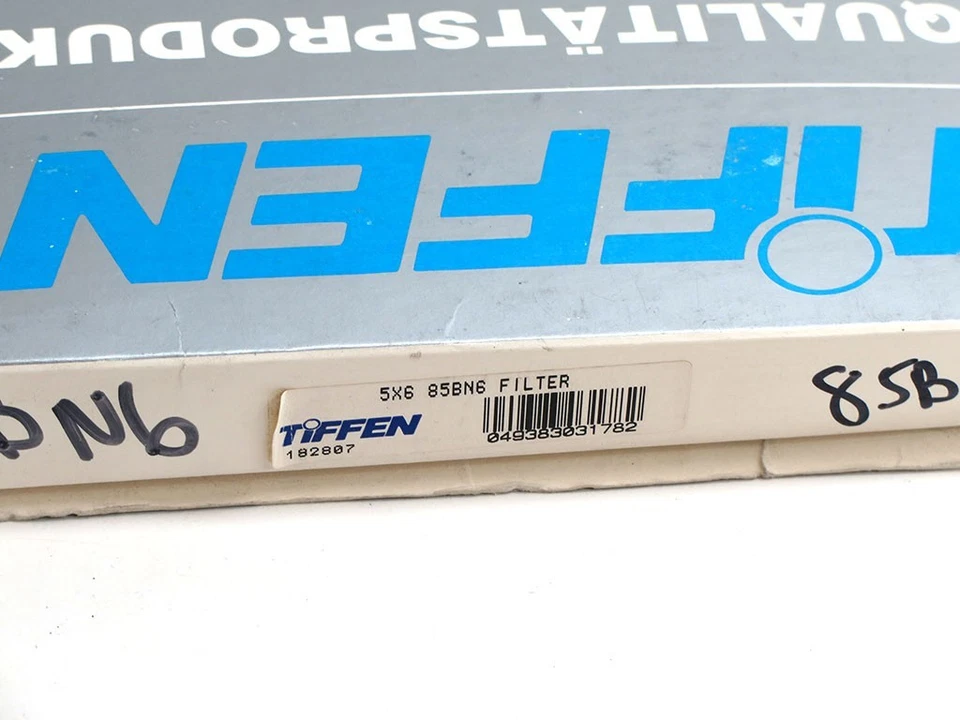 QUALITÄTSPRODUK
TIFFEN
5X6 85BN6 FILTER
TIFFEN
182807
049383031782
N6
85B